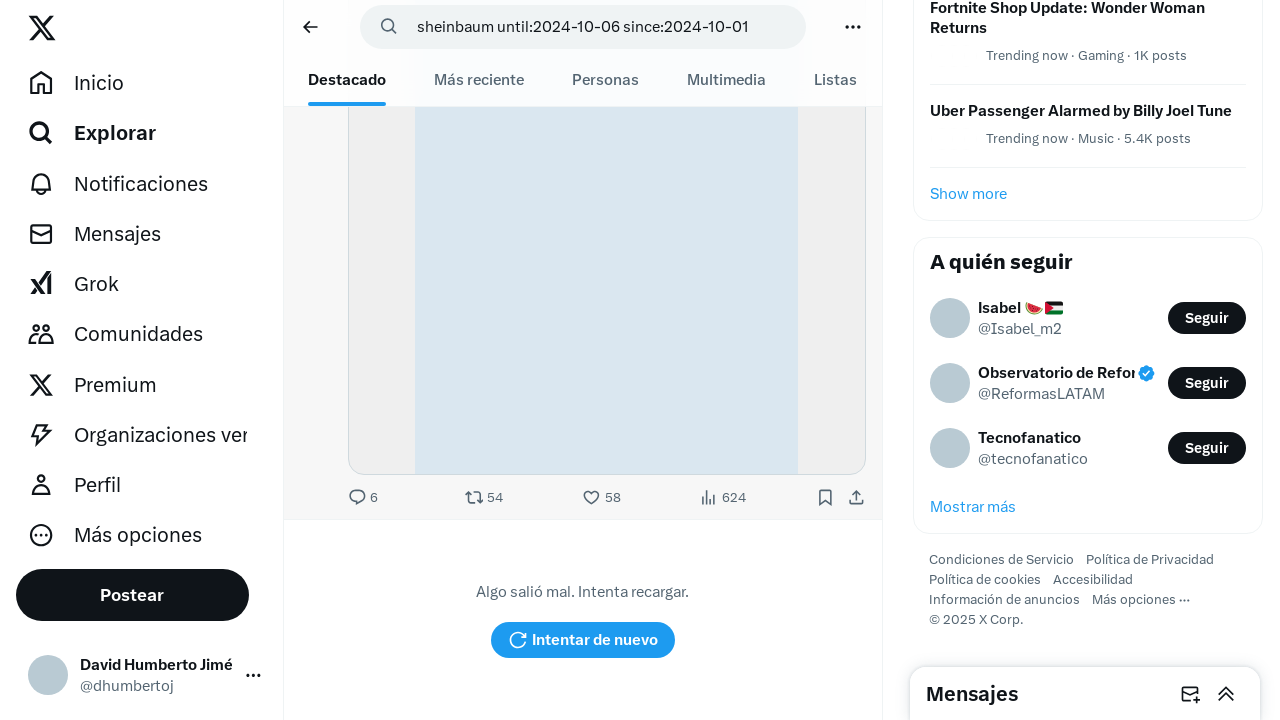 Inicio
Explorar
Notificaciones
Mensajes
Grok
Comunidades
Premium
Organizaciones ver
Perfil
Más opciones
Postear
David Humberto Jimé
@dhumbertoj
sheinbaum until:2024-10-06 since:2024-10-01
Destacado
Más reciente
Personas
Multimedia
Listas
6
54
58
624
Algo salió mal. Intenta recargar.
Intentar de nuevo
Fortnite Shop Update: Wonder Woman
Returns
Trending now · Gaming · 1K posts
Uber Passenger Alarmed by Billy Joel Tune
Trending now · Music · 5.4K posts
Show more
A quién seguir
Isabel 🍉🇵🇸
@Isabel_m2
Seguir
Observatorio de Refor
@ReformasLATAM
Seguir
Tecnofanatico
@tecnofanatico
Seguir
Mostrar más
Condiciones de Servicio Política de Privacidad
Política de cookies Accesibilidad
Información de anuncios Más opciones ···
© 2025 X Corp.
Mensajes